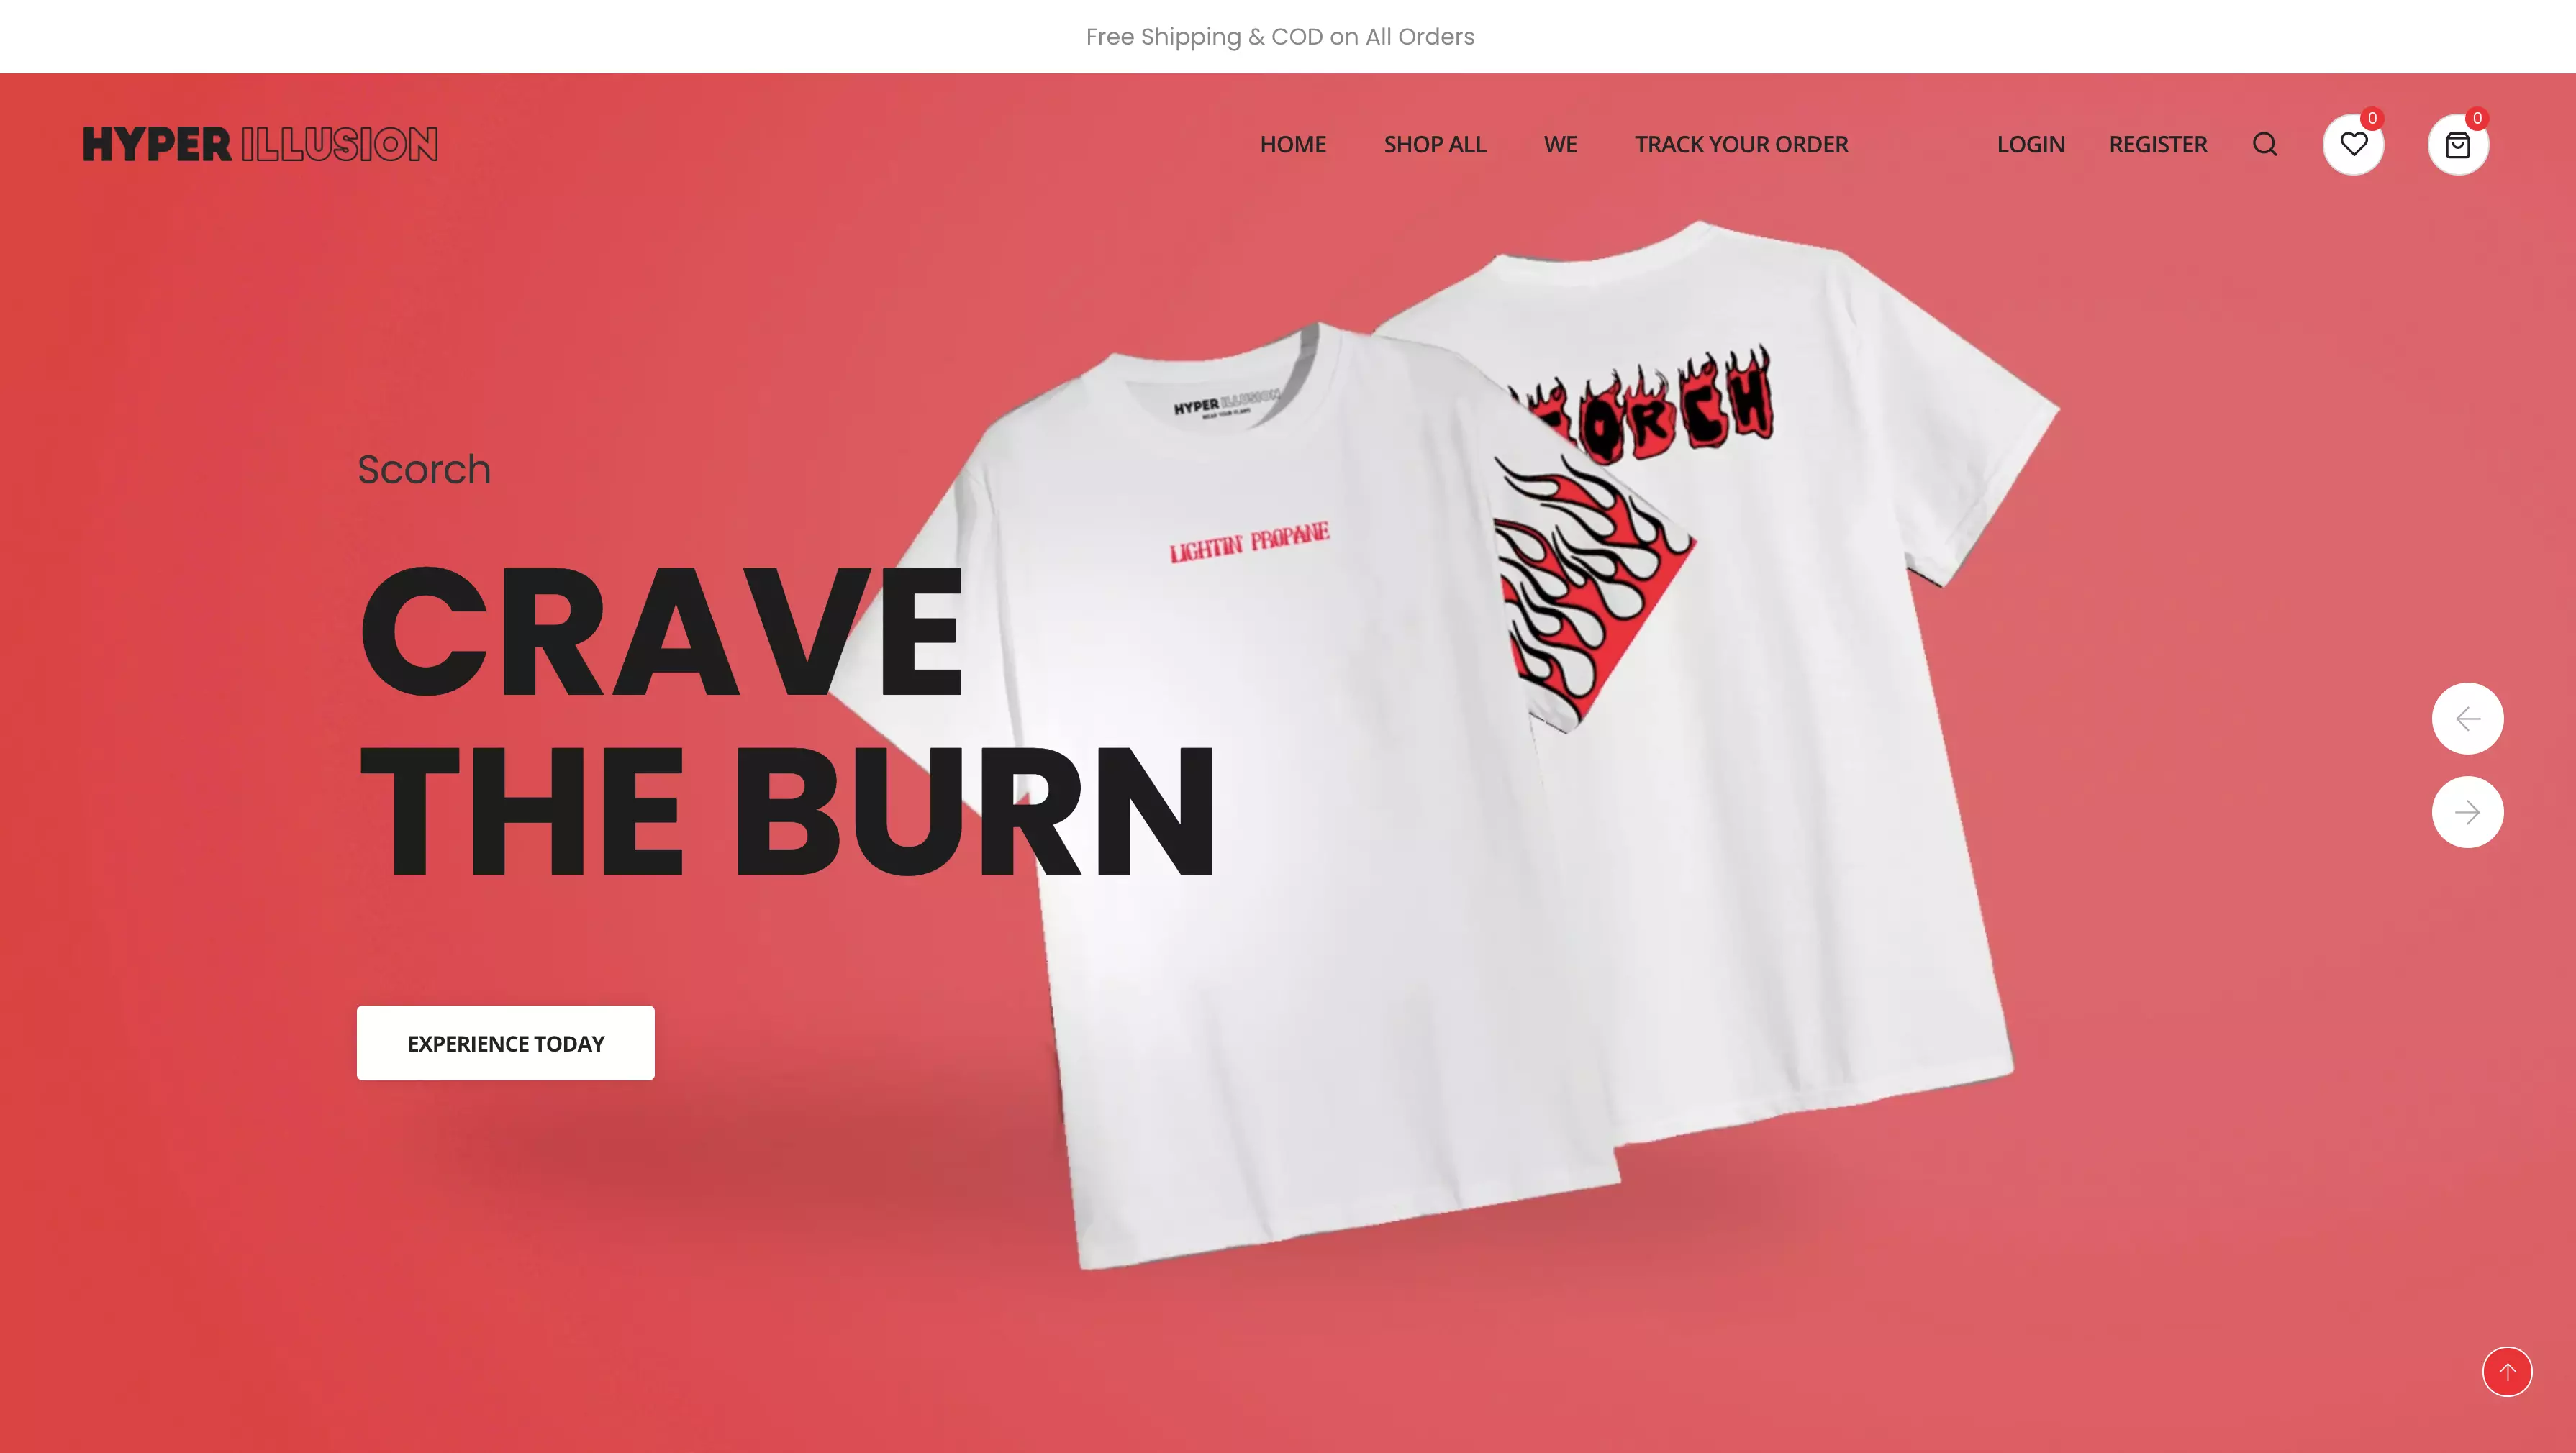 Free Shipping & COD on All Orders
HYPER ILLUSION
HOME SHOP ALL WE TRACK YOUR ORDER LOGIN REGISTER 0 0
HYPER ILLUSION
ORCH
Scorch
LIGHTIN' PROPANE
CRAVE
THE BURN
EXPERIENCE TODAY